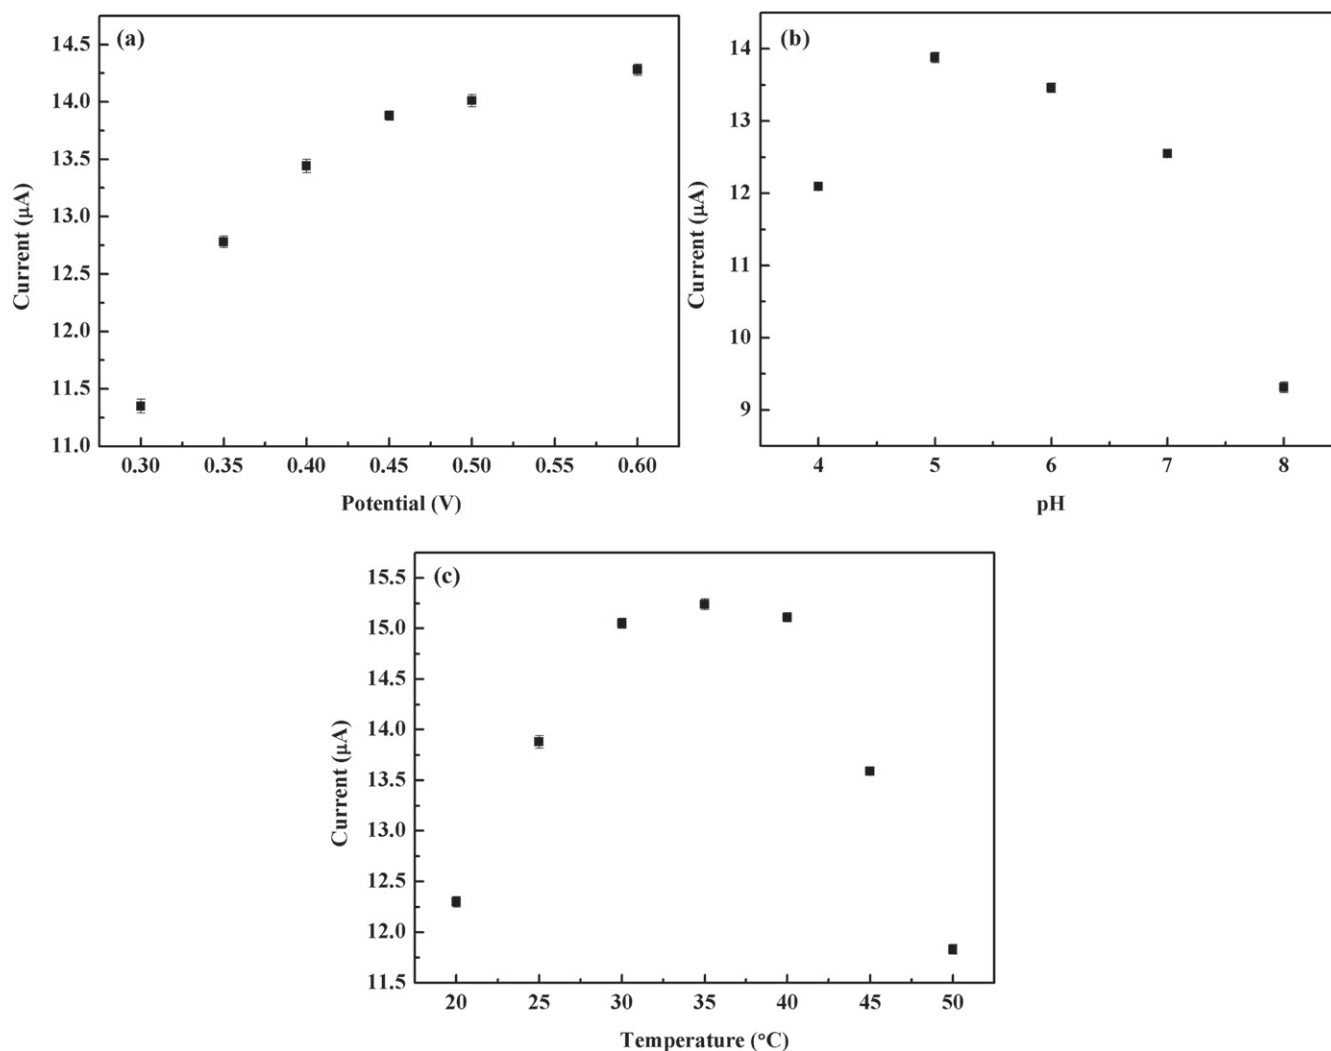 (a)
14.5
14.0
13.5
13.0
12.5
12.0
11.5
11.0
Current (μA)
0.30 0.35 0.40 0.45 0.50 0.55 0.60
Potential (V)
(b)
14
13
12
11
10
9
Current (μA)
4 5 6 7 8
pH
(c)
15.5
15.0
14.5
14.0
13.5
13.0
12.5
12.0
11.5
Current (μA)
20 25 30 35 40 45 50
Temperature (°C)